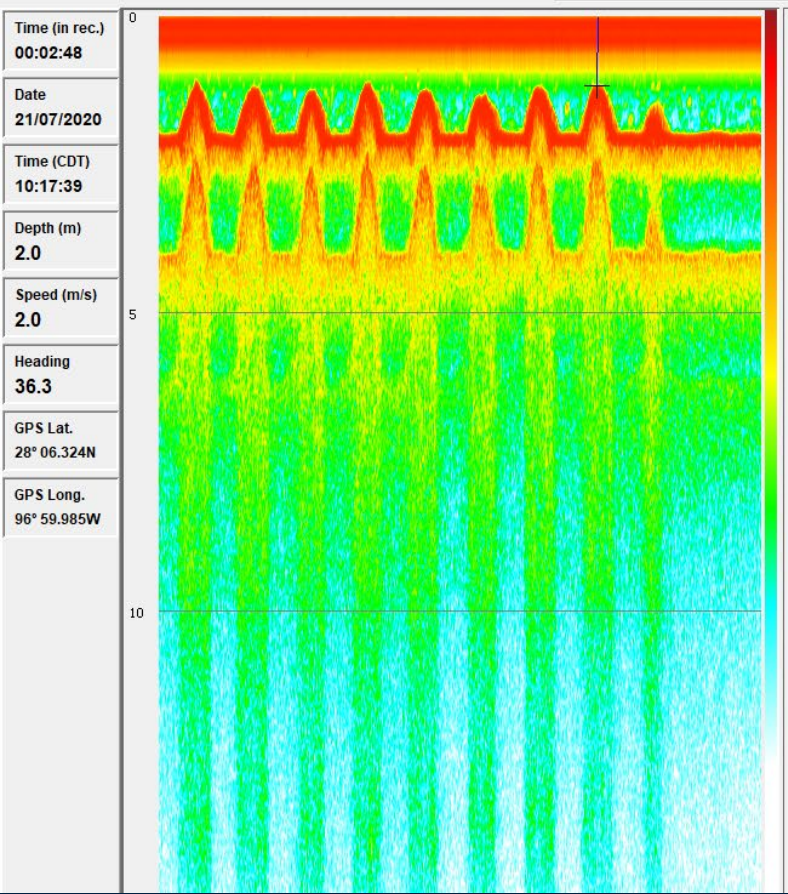 Time (in rec.)
00:02:48
Date
21/07/2020
Time (CDT)
10:17:39
Depth (m)
2.0
Speed (m/s)
2.0
Heading
36.3
GPS Lat.
28° 06.324N
GPS Long.
96° 59.985W
0
5
10